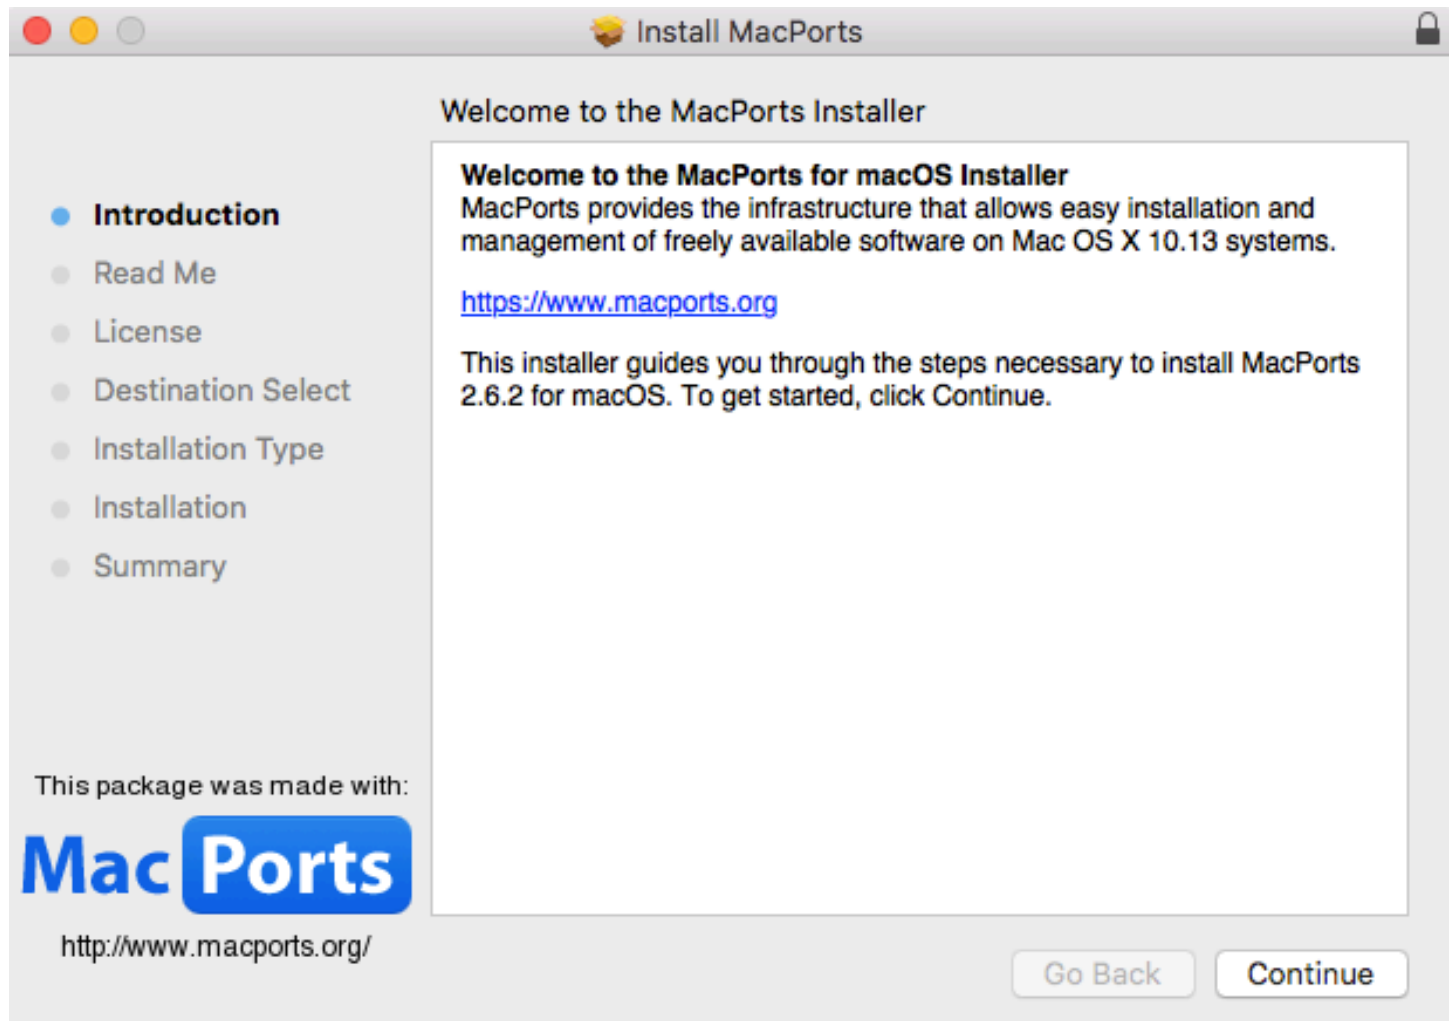 Install MacPorts
Welcome to the MacPorts Installer
Introduction
Read Me
License
Destination Select
Installation Type
Installation
Summary
Welcome to the MacPorts for macOS Installer
MacPorts provides the infrastructure that allows easy installation and
management of freely available software on Mac OS X 10.13 systems.
https://www.macports.org
This installer guides you through the steps necessary to install MacPorts
2.6.2 for macOS. To get started, click Continue.
This package was made with:
Mac Ports
http://www.macports.org/
Go Back
Continue